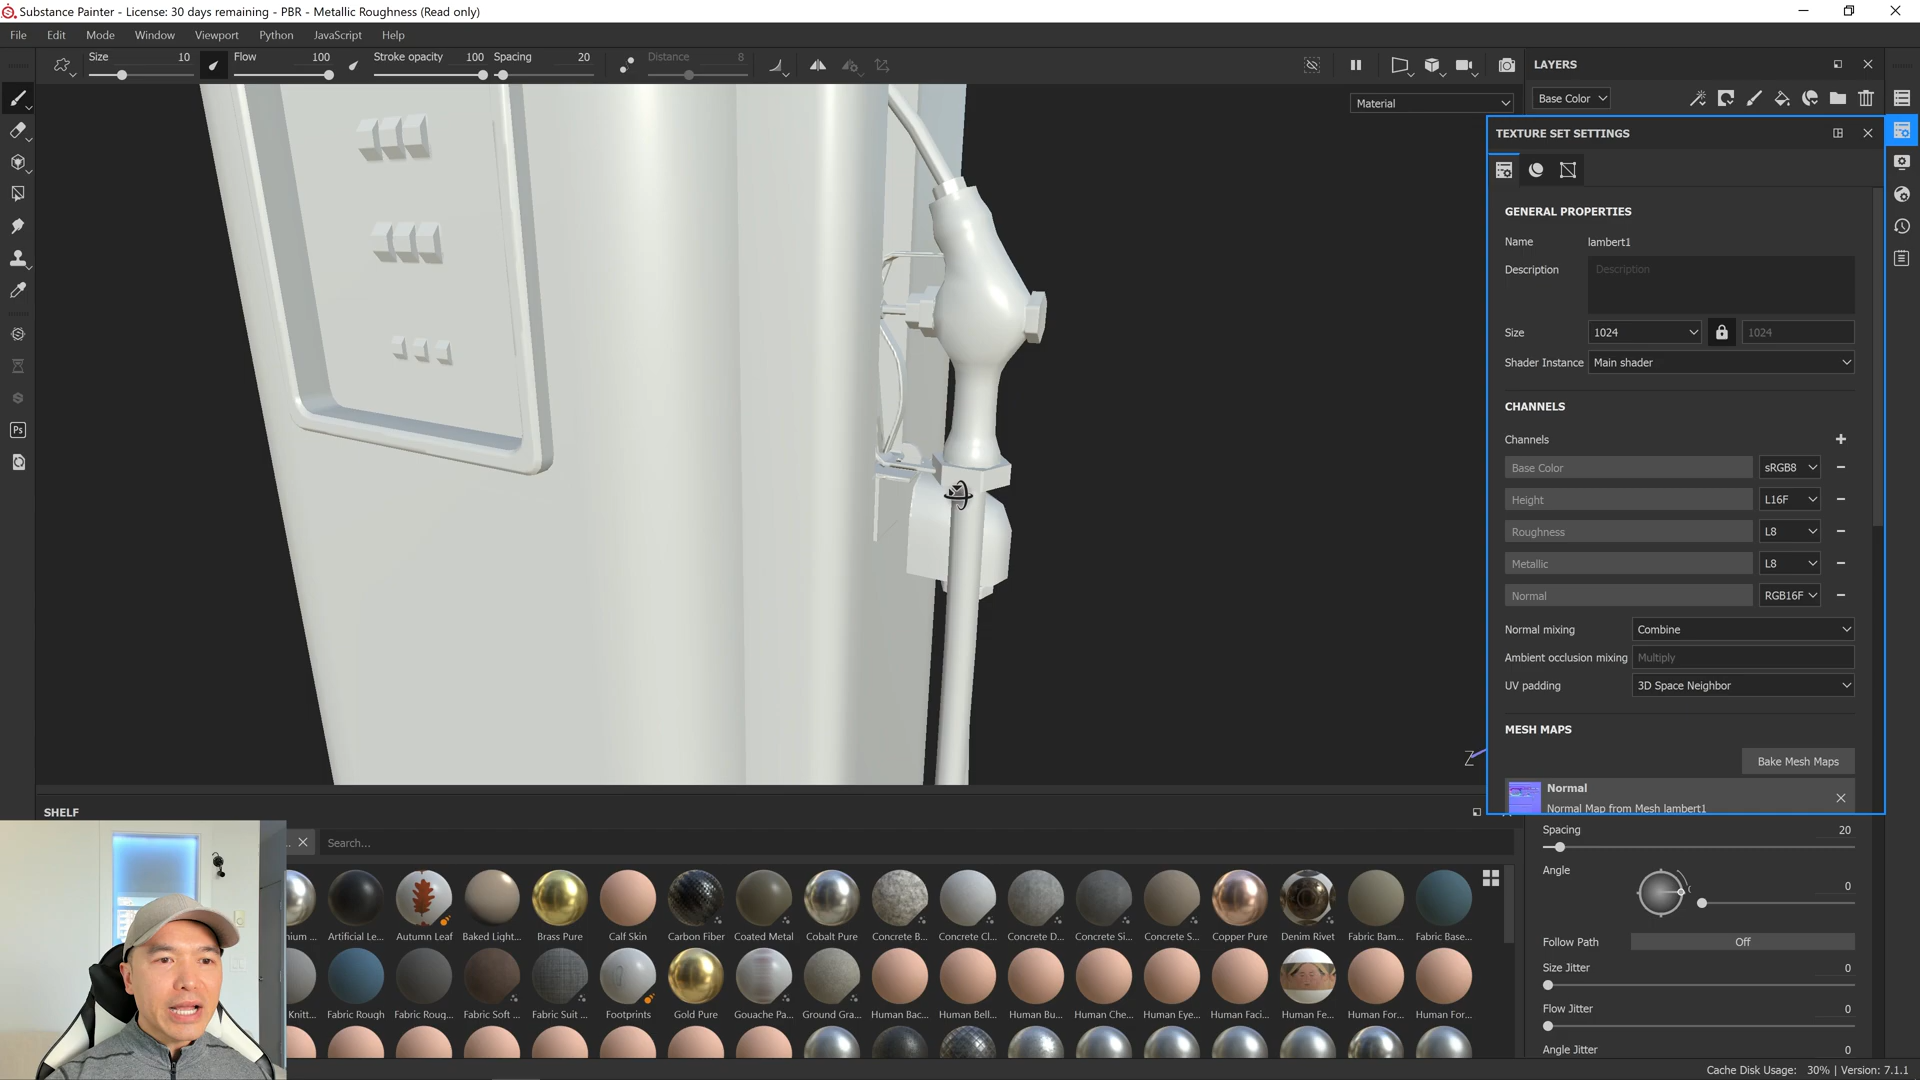 Substance Painter - License: 30 days remaining - PBR - Metallic Roughness (Read only)
File Edit Mode Window Viewport Python JavaScript Help
Size 10 Flow 100 Stroke opacity 100 Spacing 20 Distance 8
LAYERS
Material
Base Color
TEXTURE SET SETTINGS
GENERAL PROPERTIES
Name lambert1
Description Description
Size 1024 1024
Shader Instance Main shader
CHANNELS
Channels
Base Color sRGB8
Height L16F
Roughness L8
Metallic L8
Normal RGB16F
Normal mixing Combine
Ambient occlusion mixing Multiply
UV padding 3D Space Neighbor
MESH MAPS
Z
Bake Mesh Maps
Normal
Normal Map from Mesh lambert1
SHELF
Spacing 20
Search...
Angle 0
Artificial Le... Autumn Leaf Baked Light... Brass Pure Calf Skin Carbon Fiber Coated Metal Cobalt Pure Concrete B... Concrete Cl... Concrete D... Concrete Si... Concrete S... Copper Pure Denim Rivet Fabric Bam... Fabric Base...
Follow Path Off
Size Jitter 0
Fabric Rough Fabric Roug... Fabric Soft ... Fabric Suit ... Footprints Gold Pure Gouache Pa... Ground Gra... Human Bac... Human Bell... Human Bu... Human Che... Human Eye... Human Faci... Human Fe... Human For... Human For...
Flow Jitter 0
Angle Jitter 0
Cache Disk Usage: 30% | Version: 7.1.1
Ps